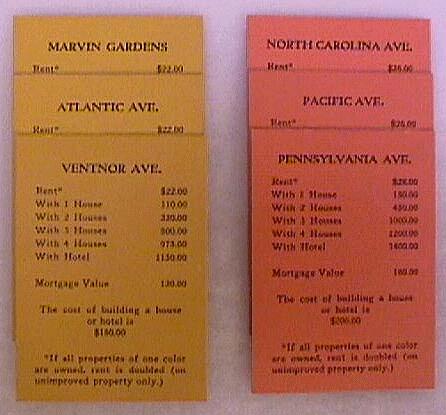 MARVIN GARDENS
Rent* $22.00
ATLANTIC AVE.
Rent* $22.00
VENTNOR AVE.
Rent* $22.00
With 1 House 110.00
With 2 Houses 330.00
With 3 Houses 800.00
With 4 Houses 975.00
With Hotel 1150.00
Mortgage Value
The cost of building a house
or hotel is
$150.00
*If all properties of one color
are owned, rent is doubled (on
unimproved property only.)
NORTH CAROLINA AVE.
Rent* $26.00
PACIFIC AVE.
Rent* $26.00
PENNSYLVANIA AVE.
Rent* $28.00
With 1 House 150.00
With 2 Houses 450.00
With 3 Houses 1000.00
With 4 Houses 1200.00
With Hotel 1400.00
Mortgage Value 160.00
The cost of building a house
or hotel is
$200.00
*If all properties of one color
are owned, rent is doubled (on
unimproved property only.)